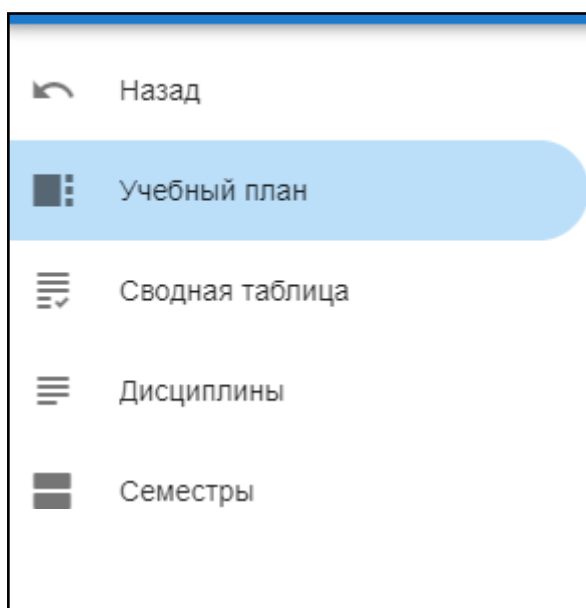 Назад
Учебный план
Сводная таблица
Дисциплины
Семестры